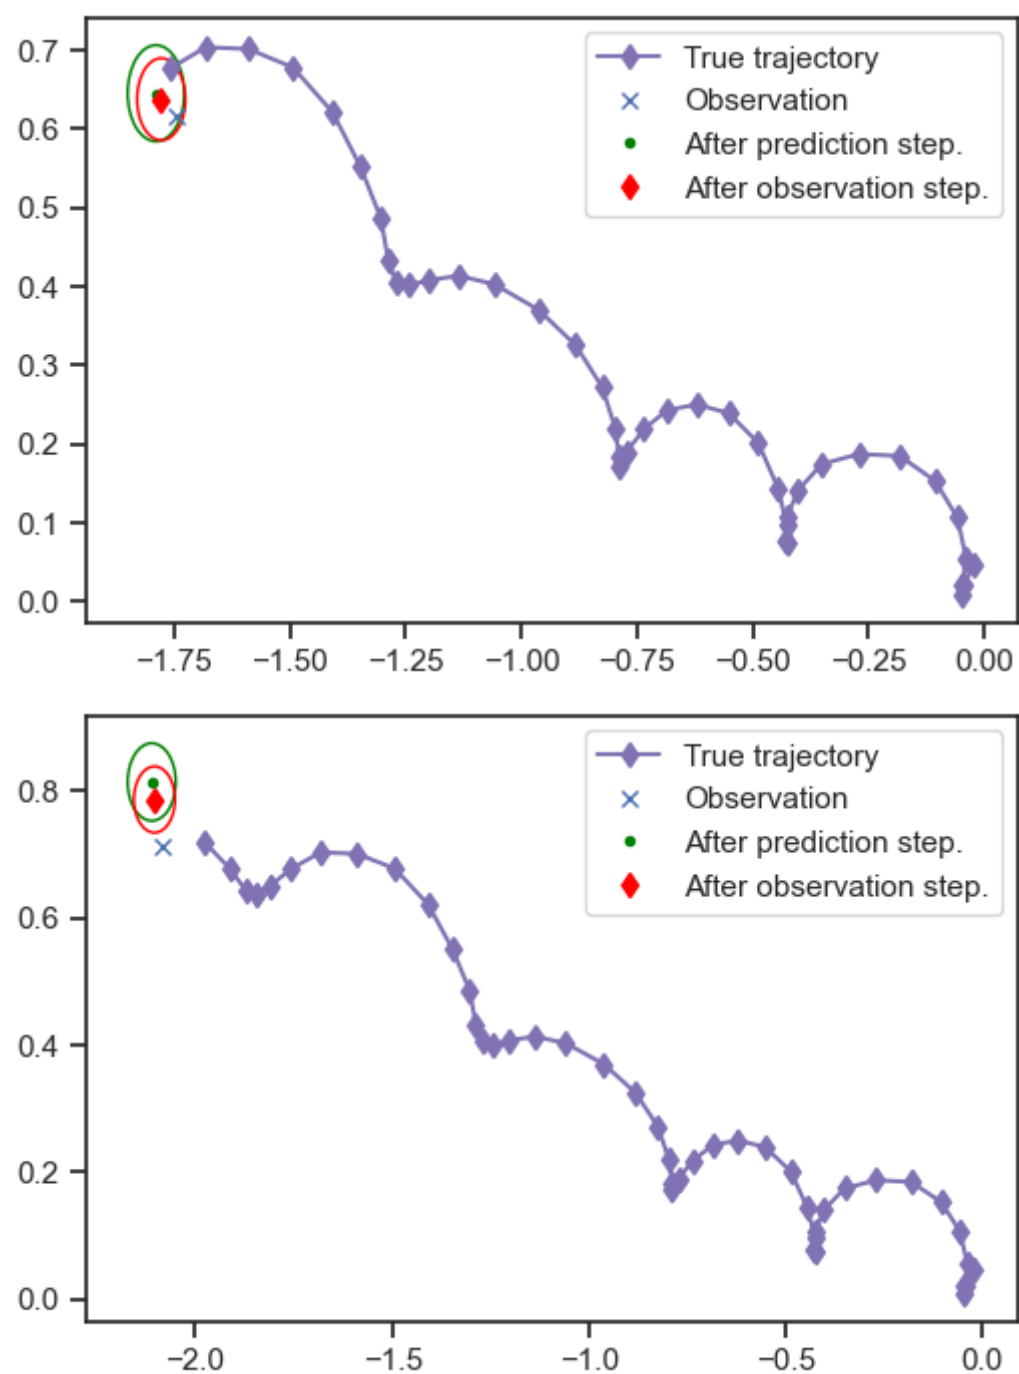 0.7
0.6
0.5
0.4
0.3
0.2
0.1
0.0
True trajectory
Observation
After prediction step.
After observation step.
−1.75 −1.50 −1.25 −1.00 −0.75 −0.50 −0.25 0.00
0.8
0.6
0.4
0.2
0.0
True trajectory
Observation
After prediction step.
After observation step.
−2.0 −1.5 −1.0 −0.5 0.0